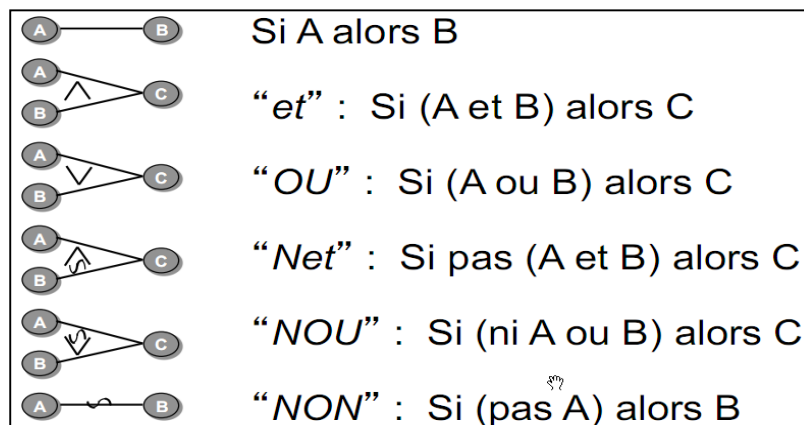 A B Si A alors B
A B C "et" : Si (A et B) alors C
A B C "OU" : Si (A ou B) alors C
A B C "Net" : Si pas (A et B) alors C
A B C "NOU" : Si (ni A ou B) alors C
A B "NON" : Si (pas A) alors B